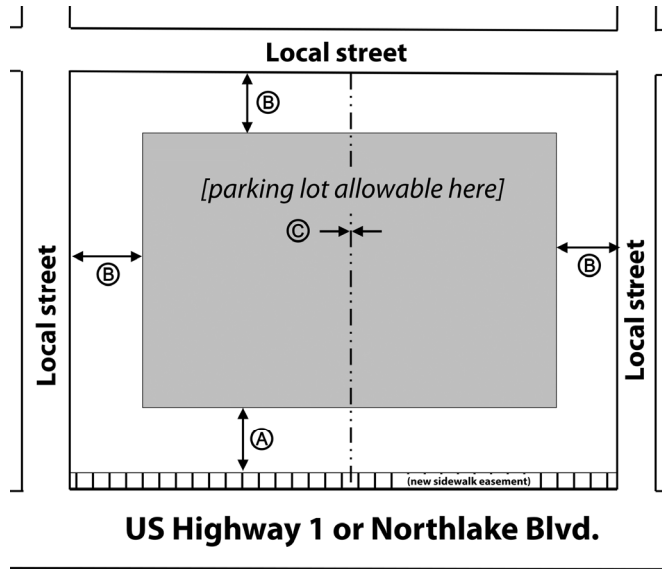 Local street
Ⓑ
[parking lot allowable here]
Ⓒ
Ⓑ
Ⓑ
Local street
Local street
Ⓐ
(new sidewalk easement)
US Highway 1 or Northlake Blvd.